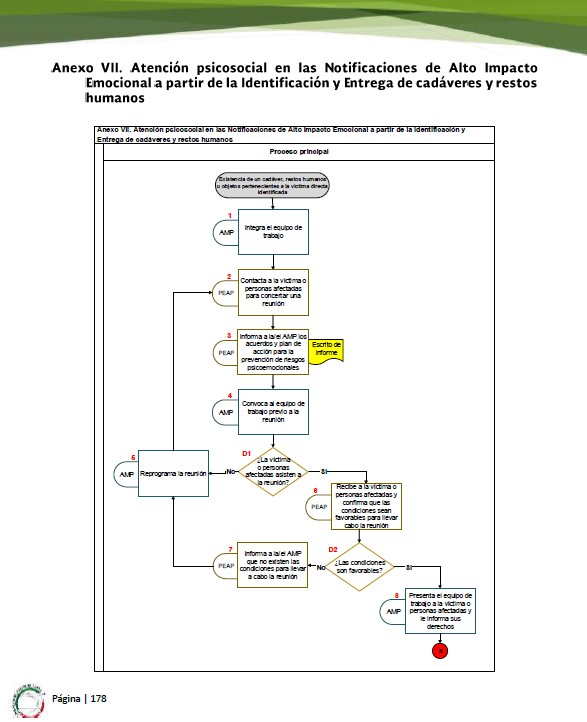 Anexo VII. Atención psicosocial en las Notificaciones de Alto Impacto
Emocional a partir de la Identificación y Entrega de cadáveres y restos
humanos
Anexo VII. Atención psicosocial en las Notificaciones de Alto Impacto Emocional a partir de la Identificación y
Entrega de cadáveres y restos humanos
Proceso principal
Existencia de un cadáver, restos humanos
u objetos pertenecientes a la víctima directa
identificada
1
AMP
Integra el equipo de
trabajo
2
PEAP
Contacta a la víctima o
personas afectadas
para concertar una
reunión
3
PEAP
Informa a la/el AMP los
acuerdos y plan de
acción para la
prevención de riesgos
psicoemocionales
Escrito de
informe
4
AMP
Convoca al equipo de
trabajo previo a la
reunión
5
AMP
Reprograma la reunión
No
D1
¿La víctima
o personas
afectadas asisten a
la reunión?
Sí
6
PEAP
Recibe a la víctima o
personas afectadas y
confirma que las
condiciones sean
favorables para llevar
cabo la reunión
7
PEAP
Informa a la/el AMP
que no existen las
condiciones para llevar
a cabo la reunión
No
D2
¿Las condiciones
son favorables?
Sí
8
AMP
Presenta el equipo de
trabajo a la víctima o
personas afectadas y
le informa sus
derechos
Página | 178